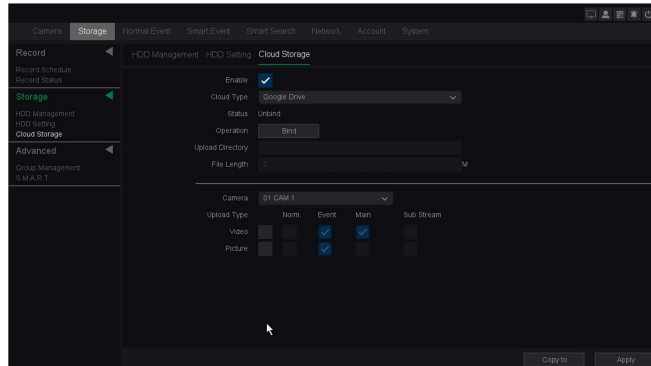 Camera Storage Normal Event Smart Event Smart Search Network Account System
Record
Record Schedule
Record Status
Storage
HDD Management
HDD Setting
Cloud Storage
Advanced
Group Management
S.M.A.R.T
HDD Management HDD Setting Cloud Storage
Enable
Cloud Type Google Drive
Status Unbind
Operation Bind
Upload Directory
File Length 0 M
Camera 01 CAM 1
Upload Type Norm. Event Main Sub Stream
Video
Picture
Copy to Apply